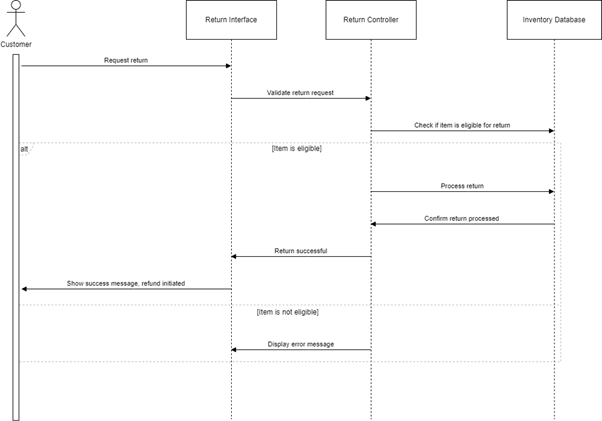 Return Interface
Return Controller
Inventory Database
Customer
Request return
Validate return request
Check if item is eligible for return
alt
[Item is eligible]
Process return
Confirm return processed
Return successful
Show success message, refund initiated
[Item is not eligible]
Display error message